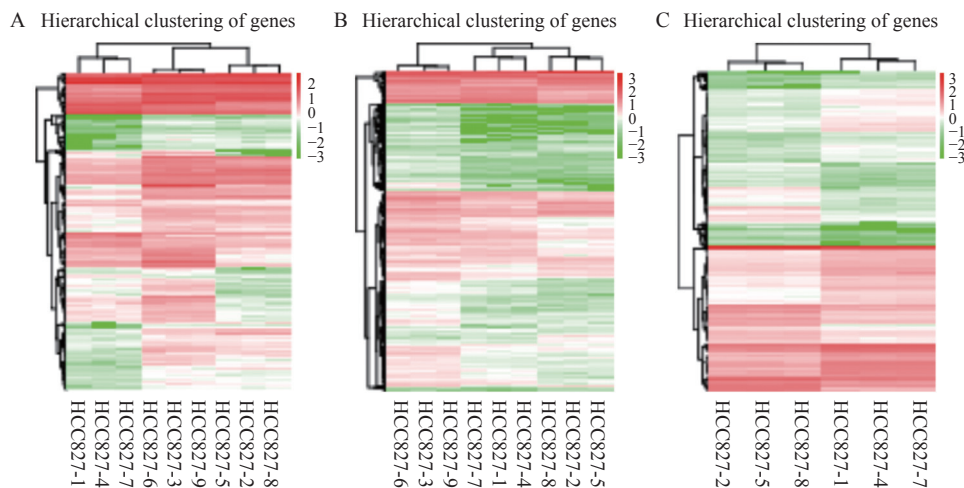 A Hierarchical clustering of genes
2
1
0
−1
−2
−3
HCC827-1
HCC827-4
HCC827-7
HCC827-6
HCC827-3
HCC827-9
HCC827-5
HCC827-2
HCC827-8
B Hierarchical clustering of genes
3
2
1
0
−1
−2
−3
HCC827-6
HCC827-3
HCC827-9
HCC827-7
HCC827-1
HCC827-4
HCC827-8
HCC827-2
HCC827-5
C Hierarchical clustering of genes
3
2
1
0
−1
−2
−3
HCC827-2
HCC827-5
HCC827-8
HCC827-1
HCC827-4
HCC827-7